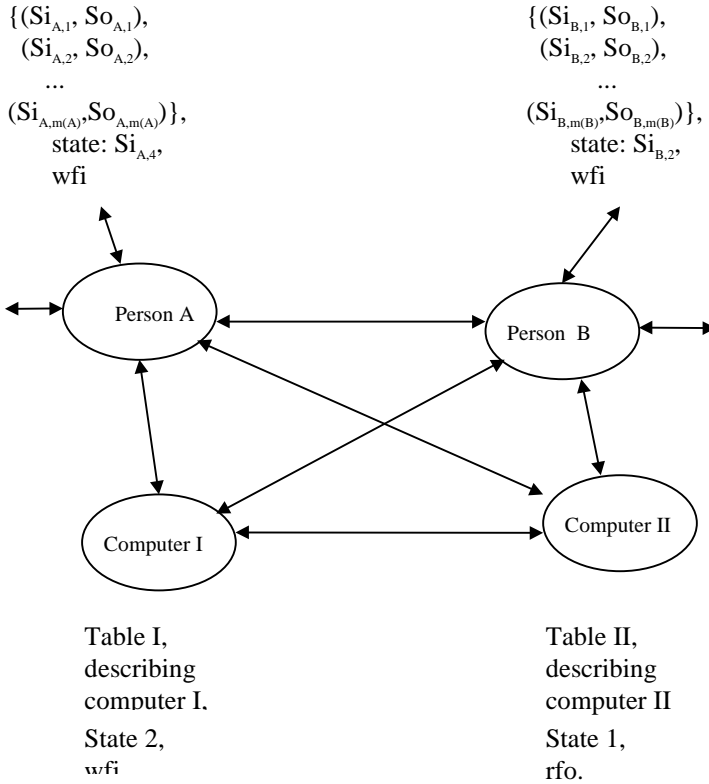 {(Si_A,1, So_A,1),
(Si_A,2, So_A,2),
...
(Si_A,m(A),So_A,m(A))},
state: Si_A,4,
wfi
{(Si_B,1, So_B,1),
(Si_B,2, So_B,2),
...
(Si_B,m(B),So_B,m(B))},
state: Si_B,2,
wfi
Person A
Person B
Computer I
Computer II
Table I,
describing
computer I,
State 2,
wfi
Table II,
describing
computer II
State 1,
rfo.